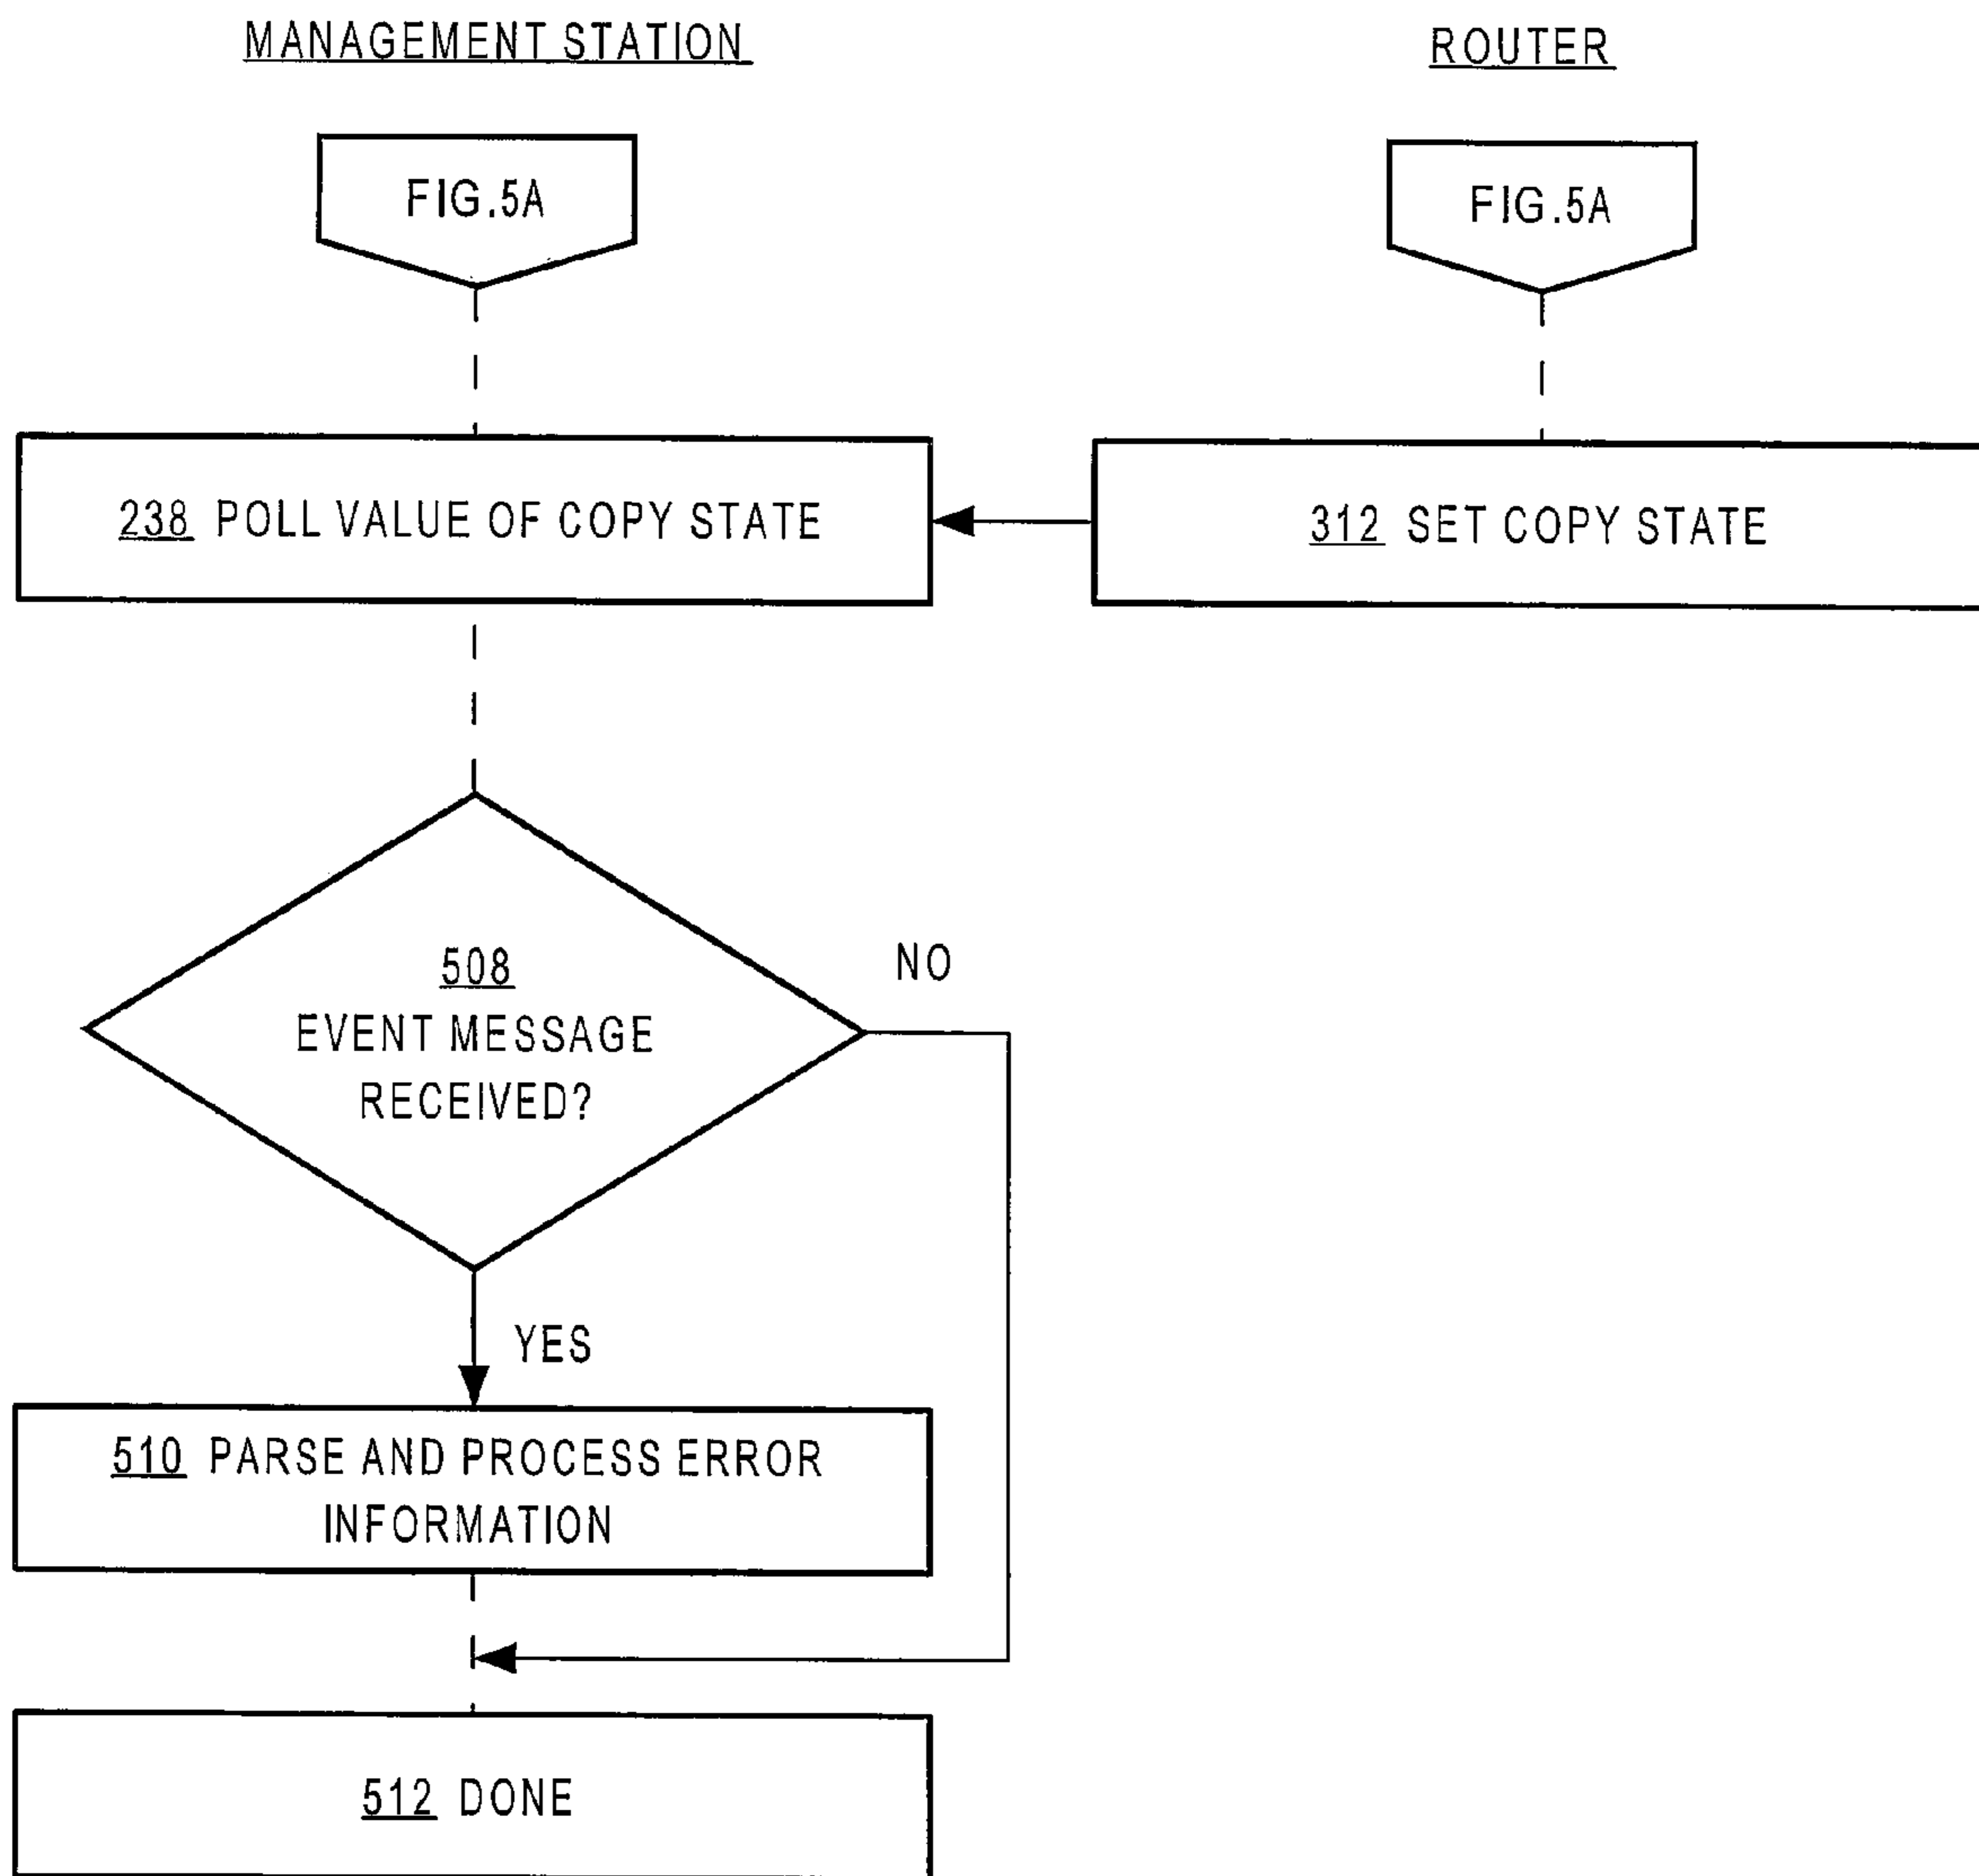 MANAGEMENT STATION
ROUTER
FIG.5A
FIG.5A
238 POLL VALUE OF COPY STATE
312 SET COPY STATE
508
EVENT MESSAGE
RECEIVED?
NO
YES
510 PARSE AND PROCESS ERROR
INFORMATION
512 DONE